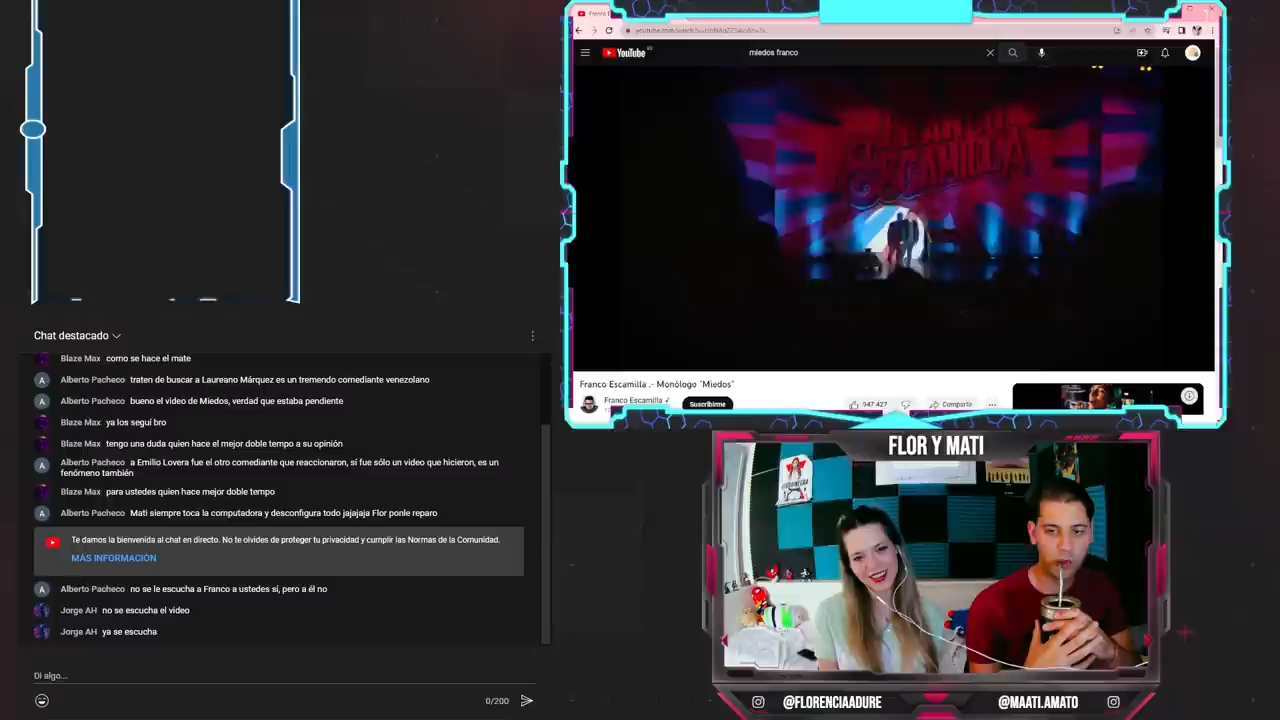 Franco E
YouTube
miedos franco
FRANCO
ESCAMILLA
Franco Escamilla .- Monólogo "Miedos"
Franco Escamilla
Suscribirme
947.427
Compartir
Chat destacado
Blaze Max como se hace el mate
Alberto Pacheco traten de buscar a Laureano Márquez es un tremendo comediante venezolano
Alberto Pacheco bueno el video de Miedos, verdad que estaba pendiente
Blaze Max ya los seguí bro
Blaze Max tengo una duda quien hace el mejor doble tempo a su opinión
Alberto Pacheco a Emilio Lovera fue el otro comediante que reaccionaron, sí fue sólo un video que hicieron, es un
fenómeno también
Blaze Max para ustedes quien hace mejor doble tempo
Alberto Pacheco Mati siempre toca la computadora y desconfigura todo jajajaja Flor ponle reparo
Te damos la bienvenida al chat en directo. No te olvides de proteger tu privacidad y cumplir las Normas de la Comunidad.
MÁS INFORMACIÓN
Alberto Pacheco no se le escucha a Franco a ustedes sí, pero a él no
Jorge AH no se escucha el video
Jorge AH ya se escucha
Di algo...
0/200
FLOR Y MATI
@FLORENCIAADURE
@MAATI.AMATO